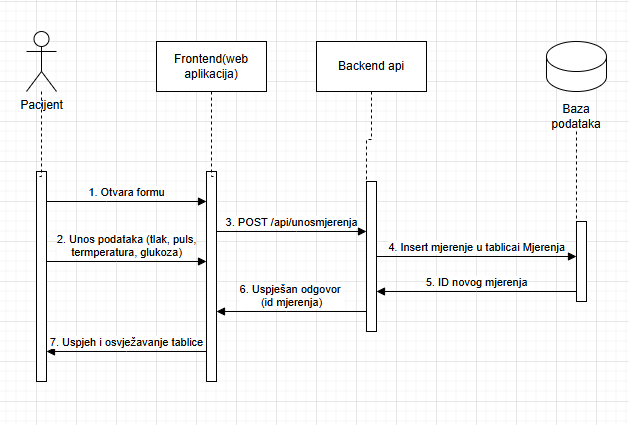 Frontend(web
aplikacija)
Backend api
Pacijent
Baza
podataka
1. Otvara formu
2. Unos podataka (tlak, puls,
termperatura, glukoza)
3. POST /api/unosmjerenja
4. Insert mjerenje u tablicai Mjerenja
5. ID novog mjerenja
6. Uspješan odgovor
(id mjerenja)
7. Uspjeh i osvježavanje tablice